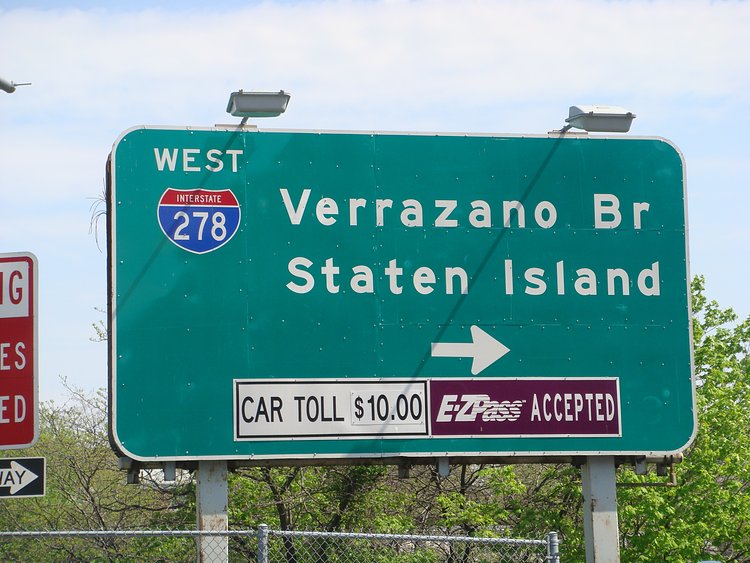 WEST
INTERSTATE
278
Verrazano Br
Staten Island
CAR TOLL $10.00
E-ZPass ACCEPTED